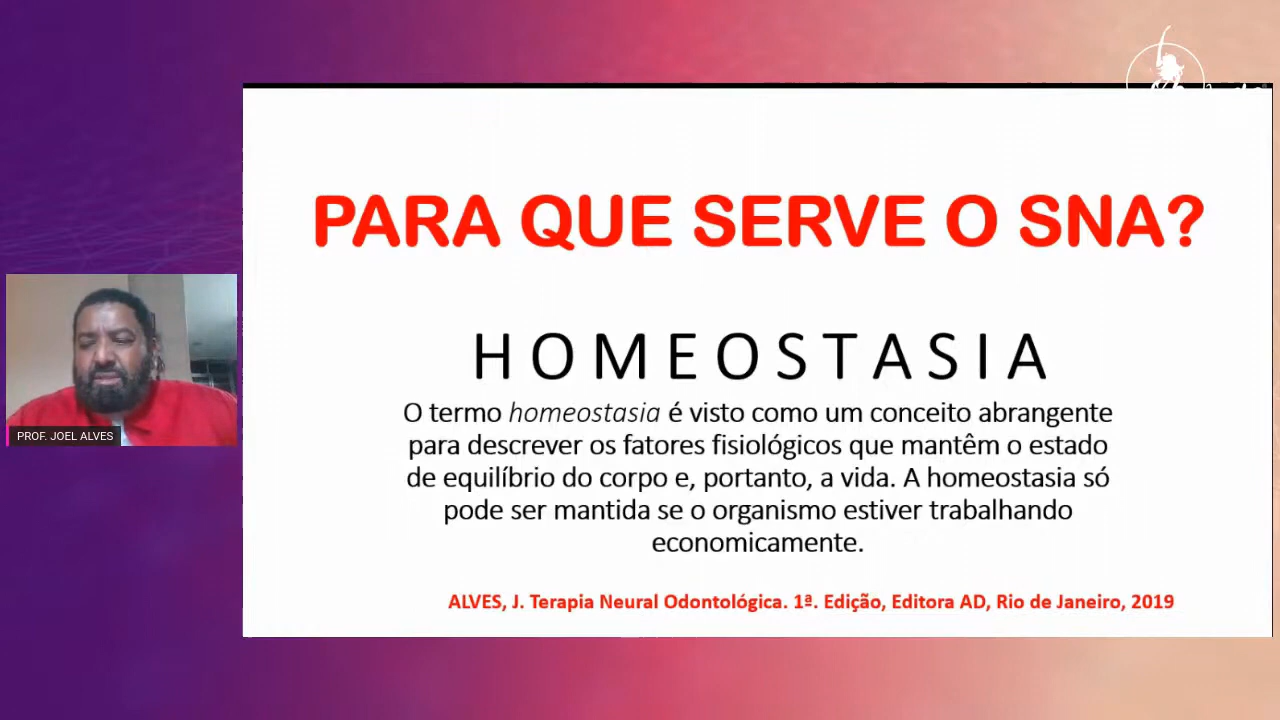 PARA QUE SERVE O SNA?
HOMEOSTASIA
O termo homeostasia é visto como um conceito abrangente
para descrever os fatores fisiológicos que mantêm o estado
de equilíbrio do corpo e, portanto, a vida. A homeostasia só
pode ser mantida se o organismo estiver trabalhando
economicamente.
ALVES, J. Terapia Neural Odontológica. 1ª. Edição, Editora AD, Rio de Janeiro, 2019
PROF. JOEL ALVES